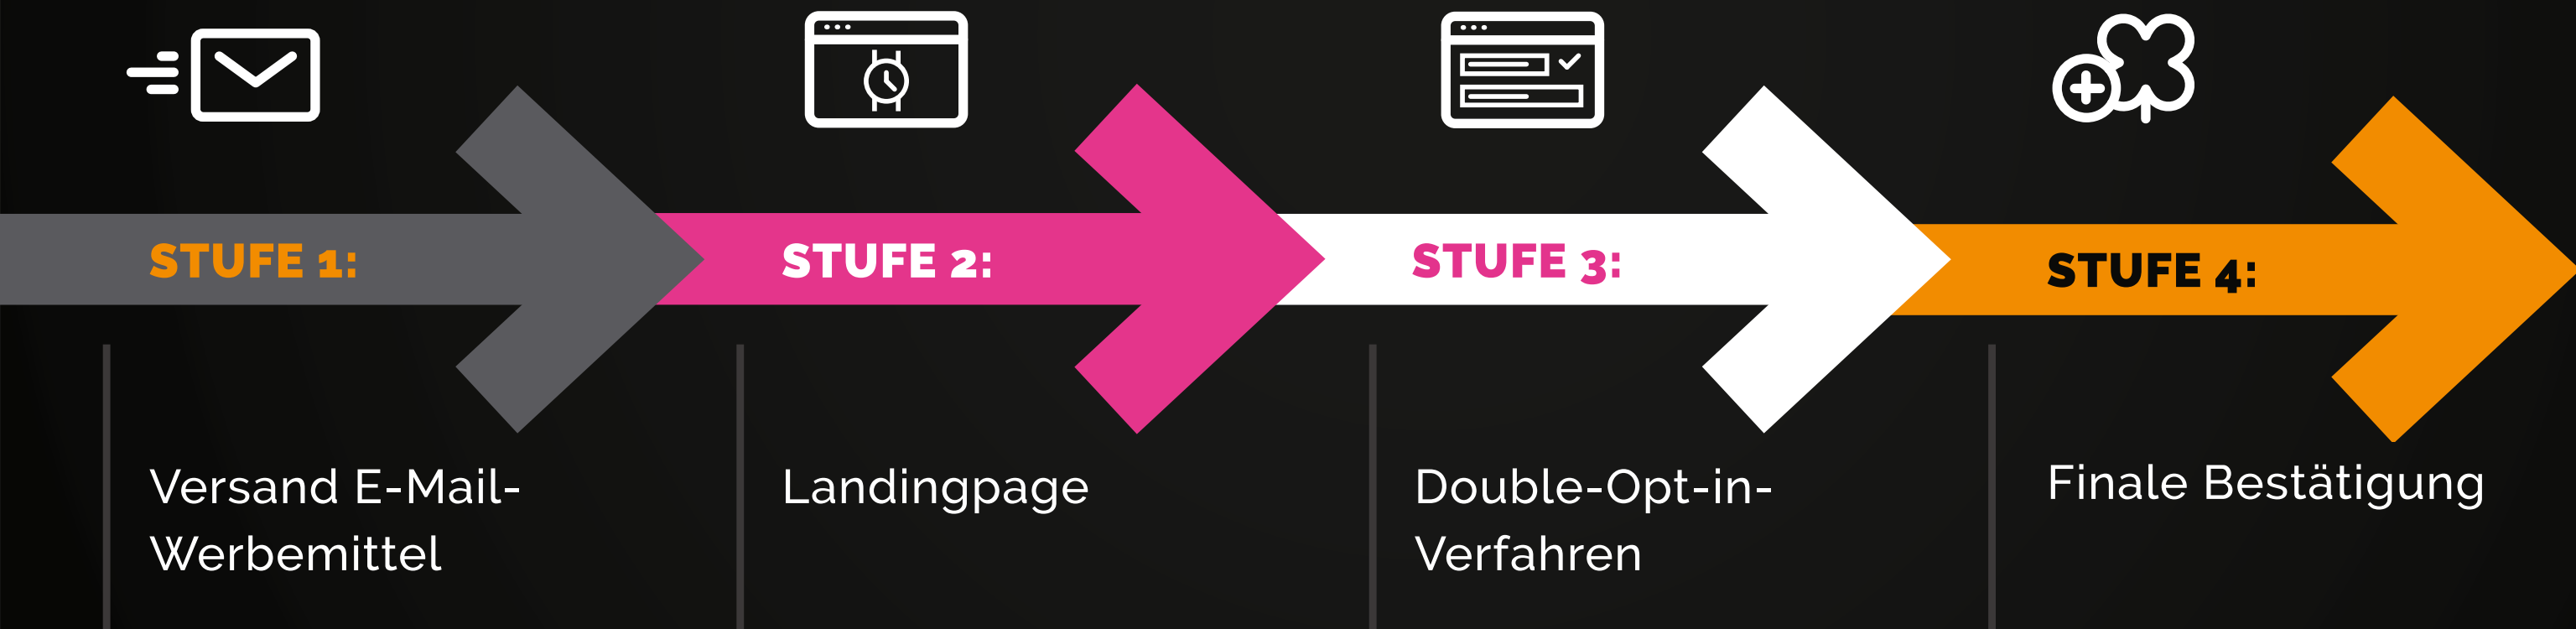 STUFE 1:
STUFE 2:
STUFE 3:
STUFE 4:
Versand E-Mail-
Werbemittel
Landingpage
Double-Opt-in-
Verfahren
Finale Bestätigung